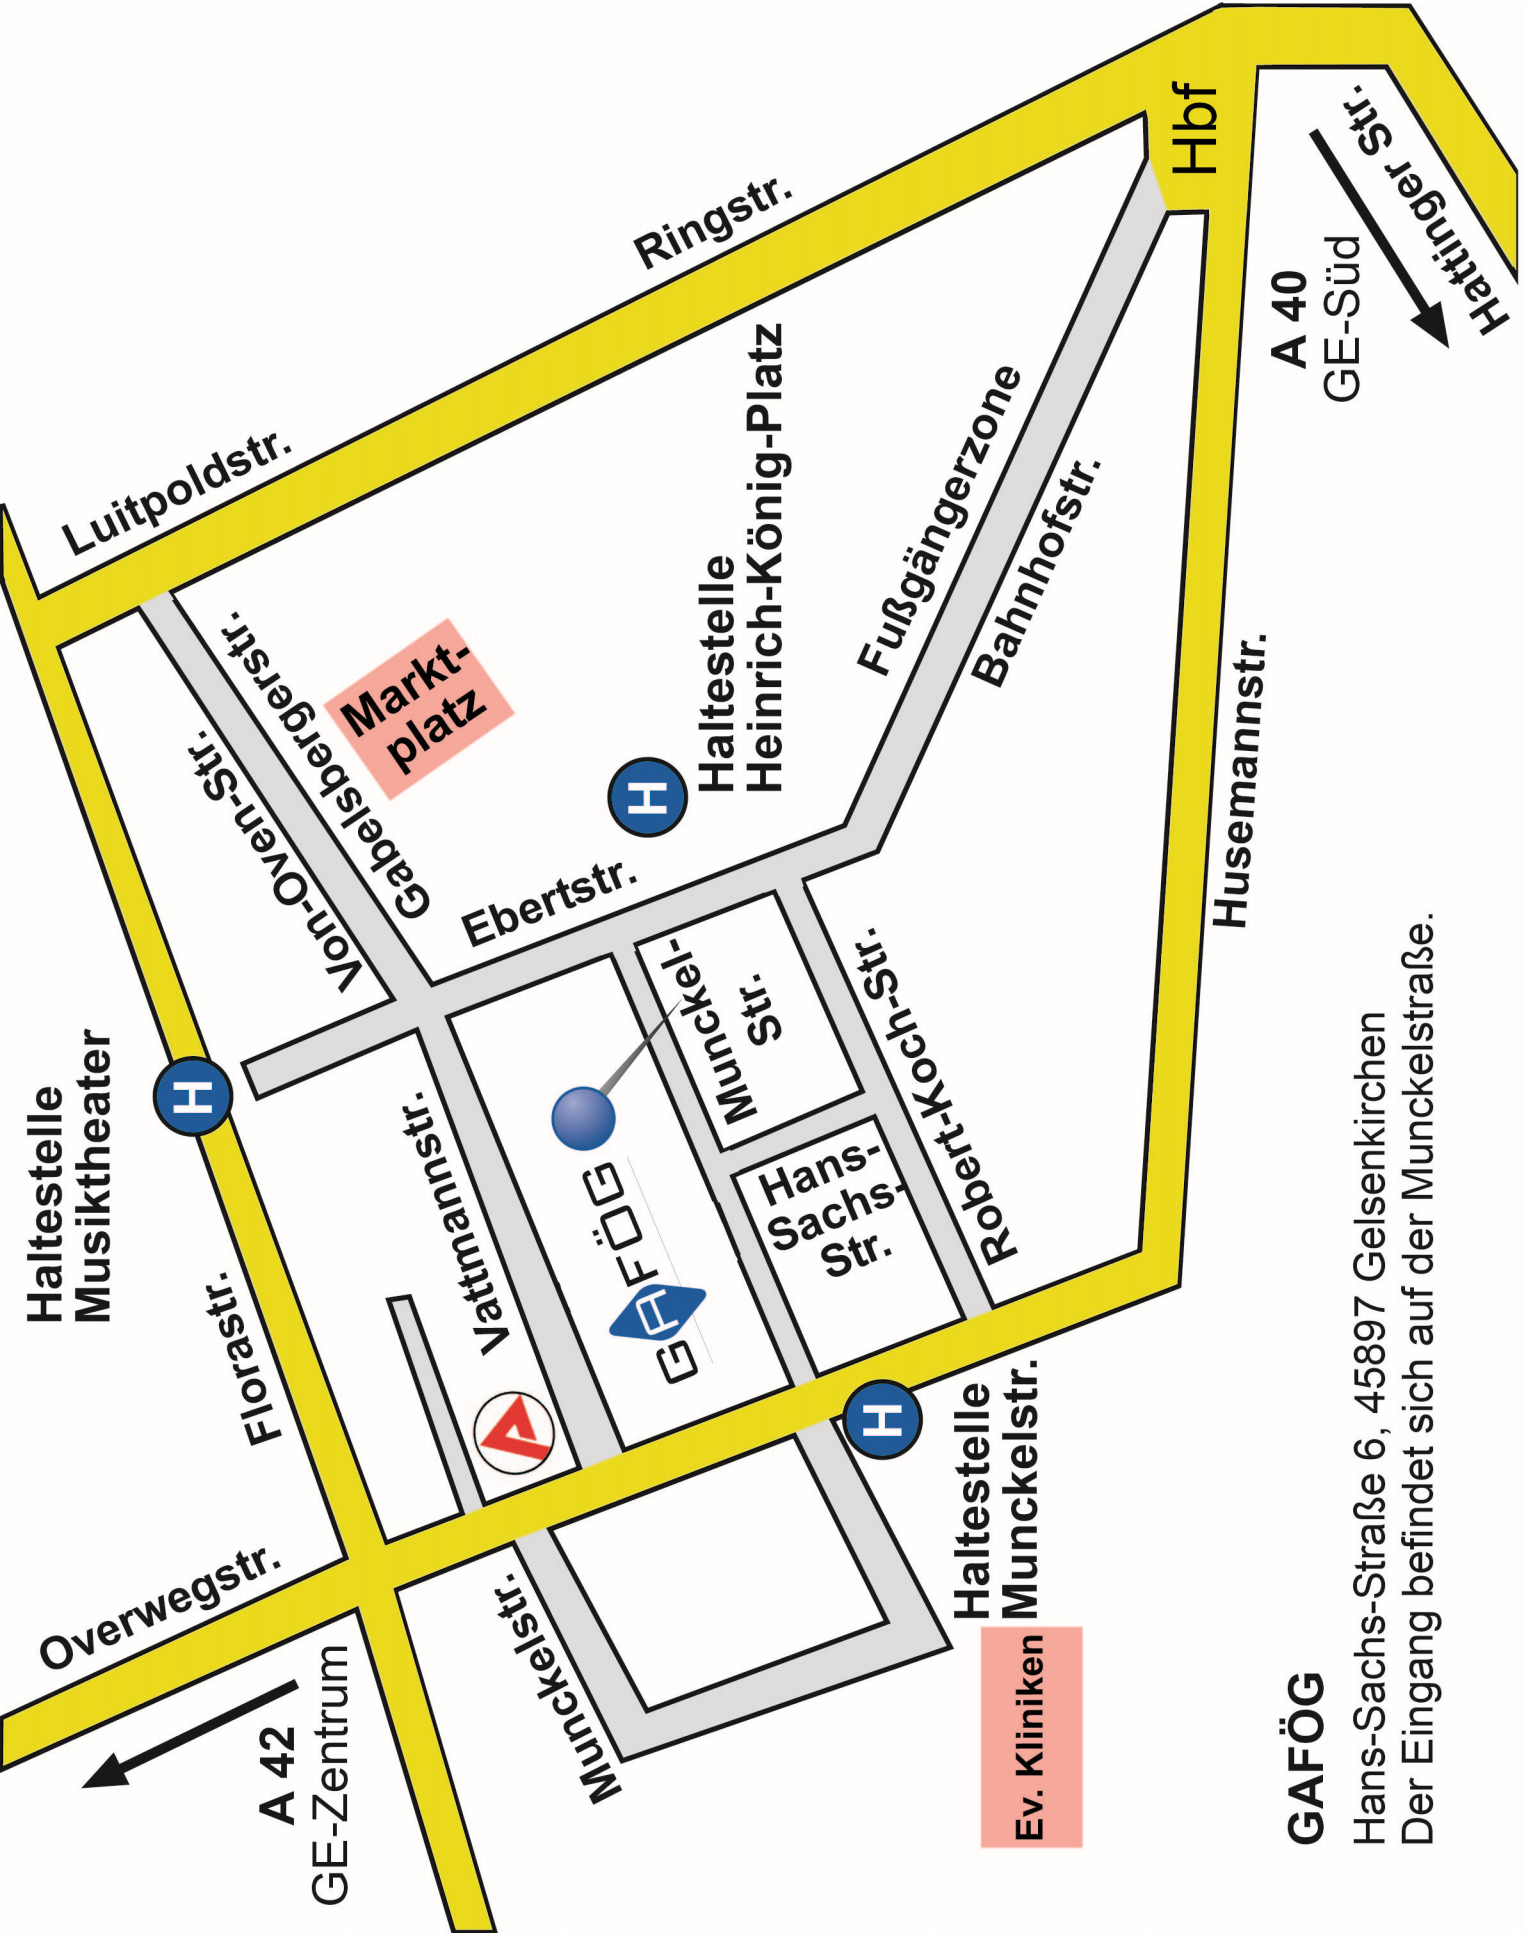 Haltestelle
Musiktheater
Overwegstr.
Florastr.
Luitpoldstr.
A 42
GE-Zentrum
Von-Oven-Str.
Gabelsbergerstr.
Markt-
platz
Ringstr.
Vattmannstr.
Ebertstr.
H
H
Haltestelle
Heinrich-König-Platz
GAFÖG
Munckelstr.
Munckel-
Str.
Hans-
Sachs-
Str.
Robert-Koch-Str.
Fußgängerzone
Bahnhofstr.
Hbf
H
Haltestelle
Munckelstr.
Ev. Kliniken
Husemannstr.
A 40
GE-Süd
Hattinger Str.
GAFÖG
Hans-Sachs-Straße 6, 45897 Gelsenkirchen
Der Eingang befindet sich auf der Munckelstraße.